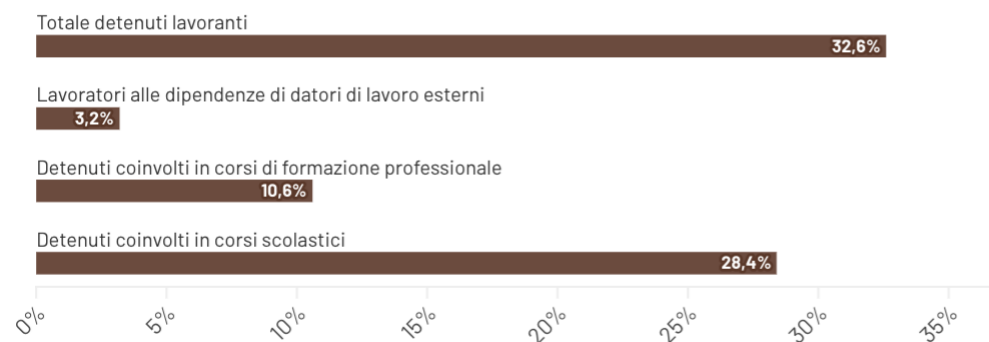 Totale detenuti lavoranti
32,6%
Lavoratori alle dipendenze di datori di lavoro esterni
3,2%
Detenuti coinvolti in corsi di formazione professionale
10,6%
Detenuti coinvolti in corsi scolastici
28,4%
0% 5% 10% 15% 20% 25% 30% 35%